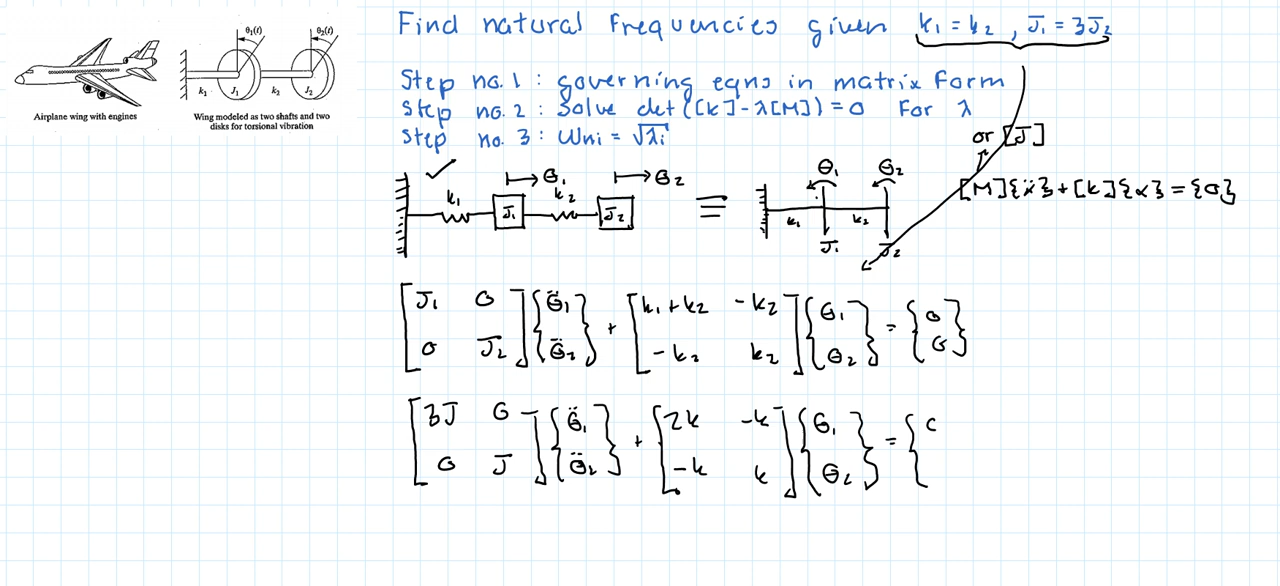 Find natural frequencies given k1 = k2 , J1 = 3J2
Step no. 1 : governing eqns in matrix form
Step no. 2 : Solve det([k] - λ[M]) = 0 for λ
Step no. 3 : ωni = √λi
or [J]
[M]{ẍ} + [k]{x} = {0}
θ1(t) θ2(t)
k1 J1 k2 J2
Airplane wing with engines
Wing modeled as two shafts and two
disks for torsional vibration
θ1 θ2
k1 J1 k2 J2
≡
θ1 θ2
k1 k2
J1 J2
[J1 0; 0 J2]{θ̈1; θ̈2} + [k1+k2 -k2; -k2 k2]{θ1; θ2} = {0; 0}
[3J 0; 0 J]{θ̈1; θ̈2} + [2k -k; -k k]{θ1; θ2} = {